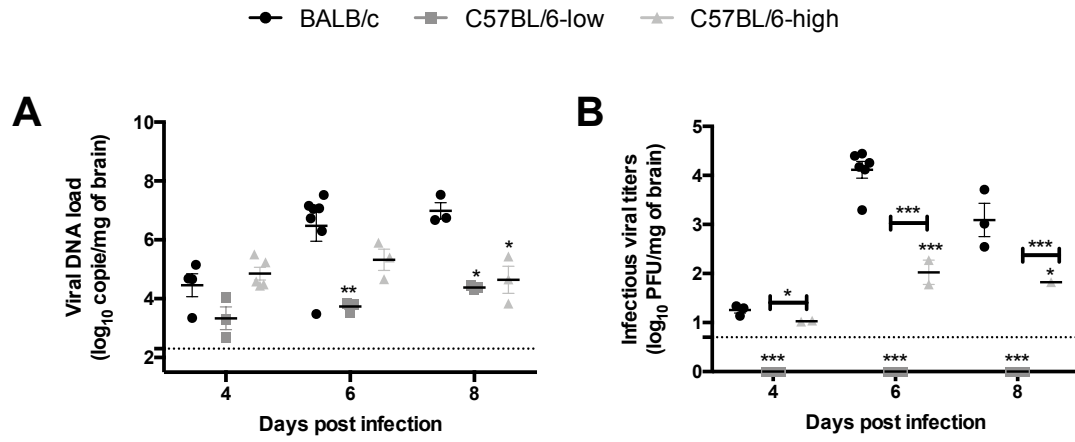 BALB/c C57BL/6-low C57BL/6-high
A
Viral DNA load
(log10 copie/mg of brain)
10
8
6
4
2
**
*
*
4 6 8
Days post infection
B
Infectious viral titers
(log10 PFU/mg of brain)
5
4
3
2
1
0
***
***
***
*
*
*** *** ***
4 6 8
Days post infection